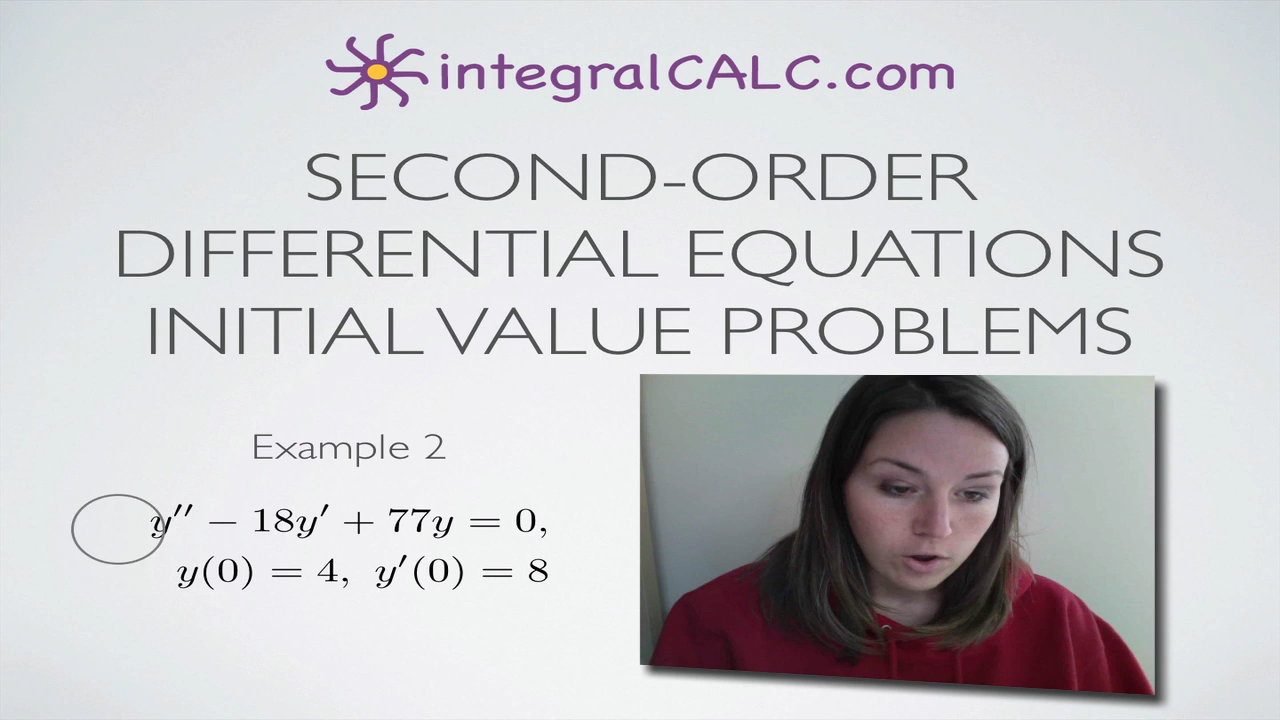 integralCALC.com
SECOND-ORDER
DIFFERENTIAL EQUATIONS
INITIAL VALUE PROBLEMS
Example 2
y′′ − 18y′ + 77y = 0,
y(0) = 4, y′(0) = 8